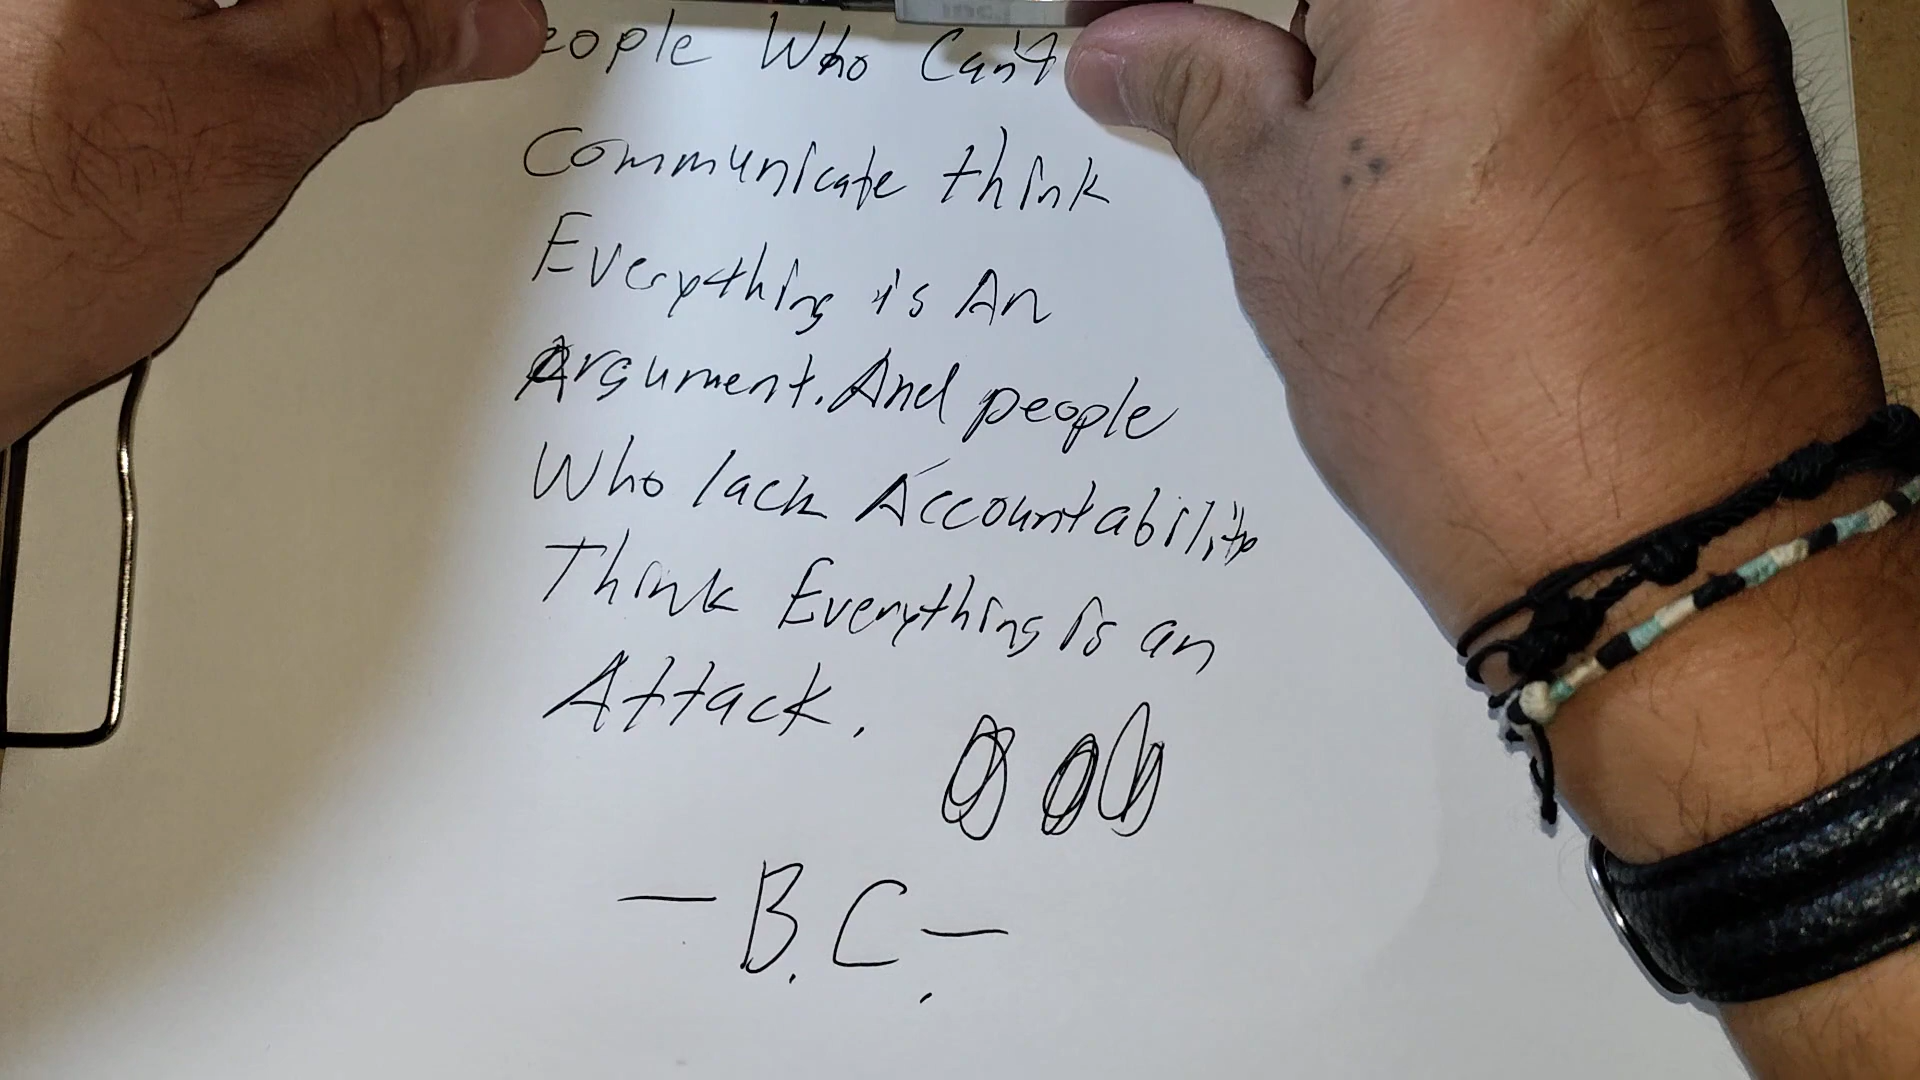 eople Who Can't
Communicate think
Everything is An
Argument. And people
Who lack Accountability
Think Everything is an
Attack.
— B.C. —